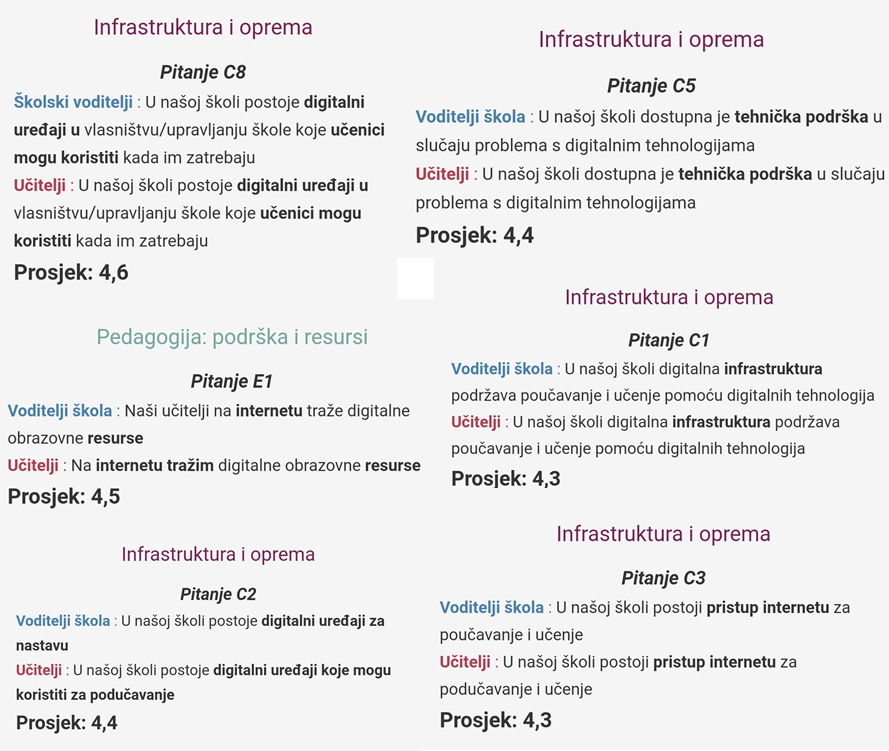 Infrastruktura i oprema
Pitanje C8
Školski voditelji : U našoj školi postoje digitalni
uređaji u vlasništvu/upravljanju škole koje učenici
mogu koristiti kada im zatrebaju
Učitelji : U našoj školi postoje digitalni uređaji u
vlasništvu/upravljanju škole koje učenici mogu
koristiti kada im zatrebaju
Prosjek: 4,6
Infrastruktura i oprema
Pitanje C5
Voditelji škola : U našoj školi dostupna je tehnička podrška u
slučaju problema s digitalnim tehnologijama
Učitelji : U našoj školi dostupna je tehnička podrška u slučaju
problema s digitalnim tehnologijama
Prosjek: 4,4
Pedagogija: podrška i resursi
Pitanje E1
Voditelji škola : Naši učitelji na internetu traže digitalne
obrazovne resurse
Učitelji : Na internetu tražim digitalne obrazovne resurse
Prosjek: 4,5
Infrastruktura i oprema
Pitanje C1
Voditelji škola : U našoj školi digitalna infrastruktura
podržava poučavanje i učenje pomoću digitalnih tehnologija
Učitelji : U našoj školi digitalna infrastruktura podržava
poučavanje i učenje pomoću digitalnih tehnologija
Prosjek: 4,3
Infrastruktura i oprema
Pitanje C2
Voditelji škola : U našoj školi postoje digitalni uređaji za
nastavu
Učitelji : U našoj školi postoje digitalni uređaji koje mogu
koristiti za podučavanje
Prosjek: 4,4
Infrastruktura i oprema
Pitanje C3
Voditelji škola : U našoj školi postoji pristup internetu za
poučavanje i učenje
Učitelji : U našoj školi postoji pristup internetu za
podučavanje i učenje
Prosjek: 4,3